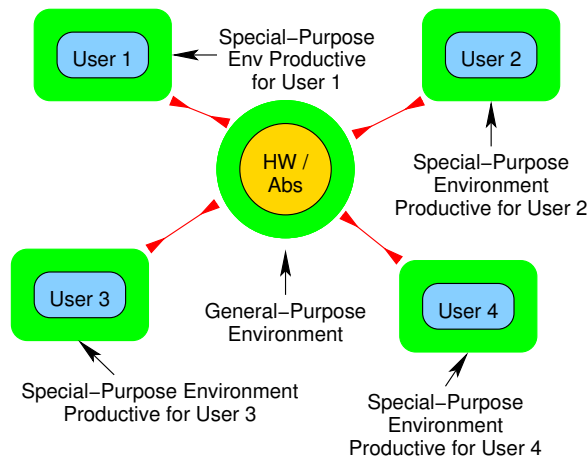 User 1
Special−Purpose
Env Productive
for User 1
User 2
HW /
Abs
Special−Purpose
Environment
Productive for User 2
User 3
General−Purpose
Environment
User 4
Special−Purpose Environment
Productive for User 3
Special−Purpose
Environment
Productive for User 4